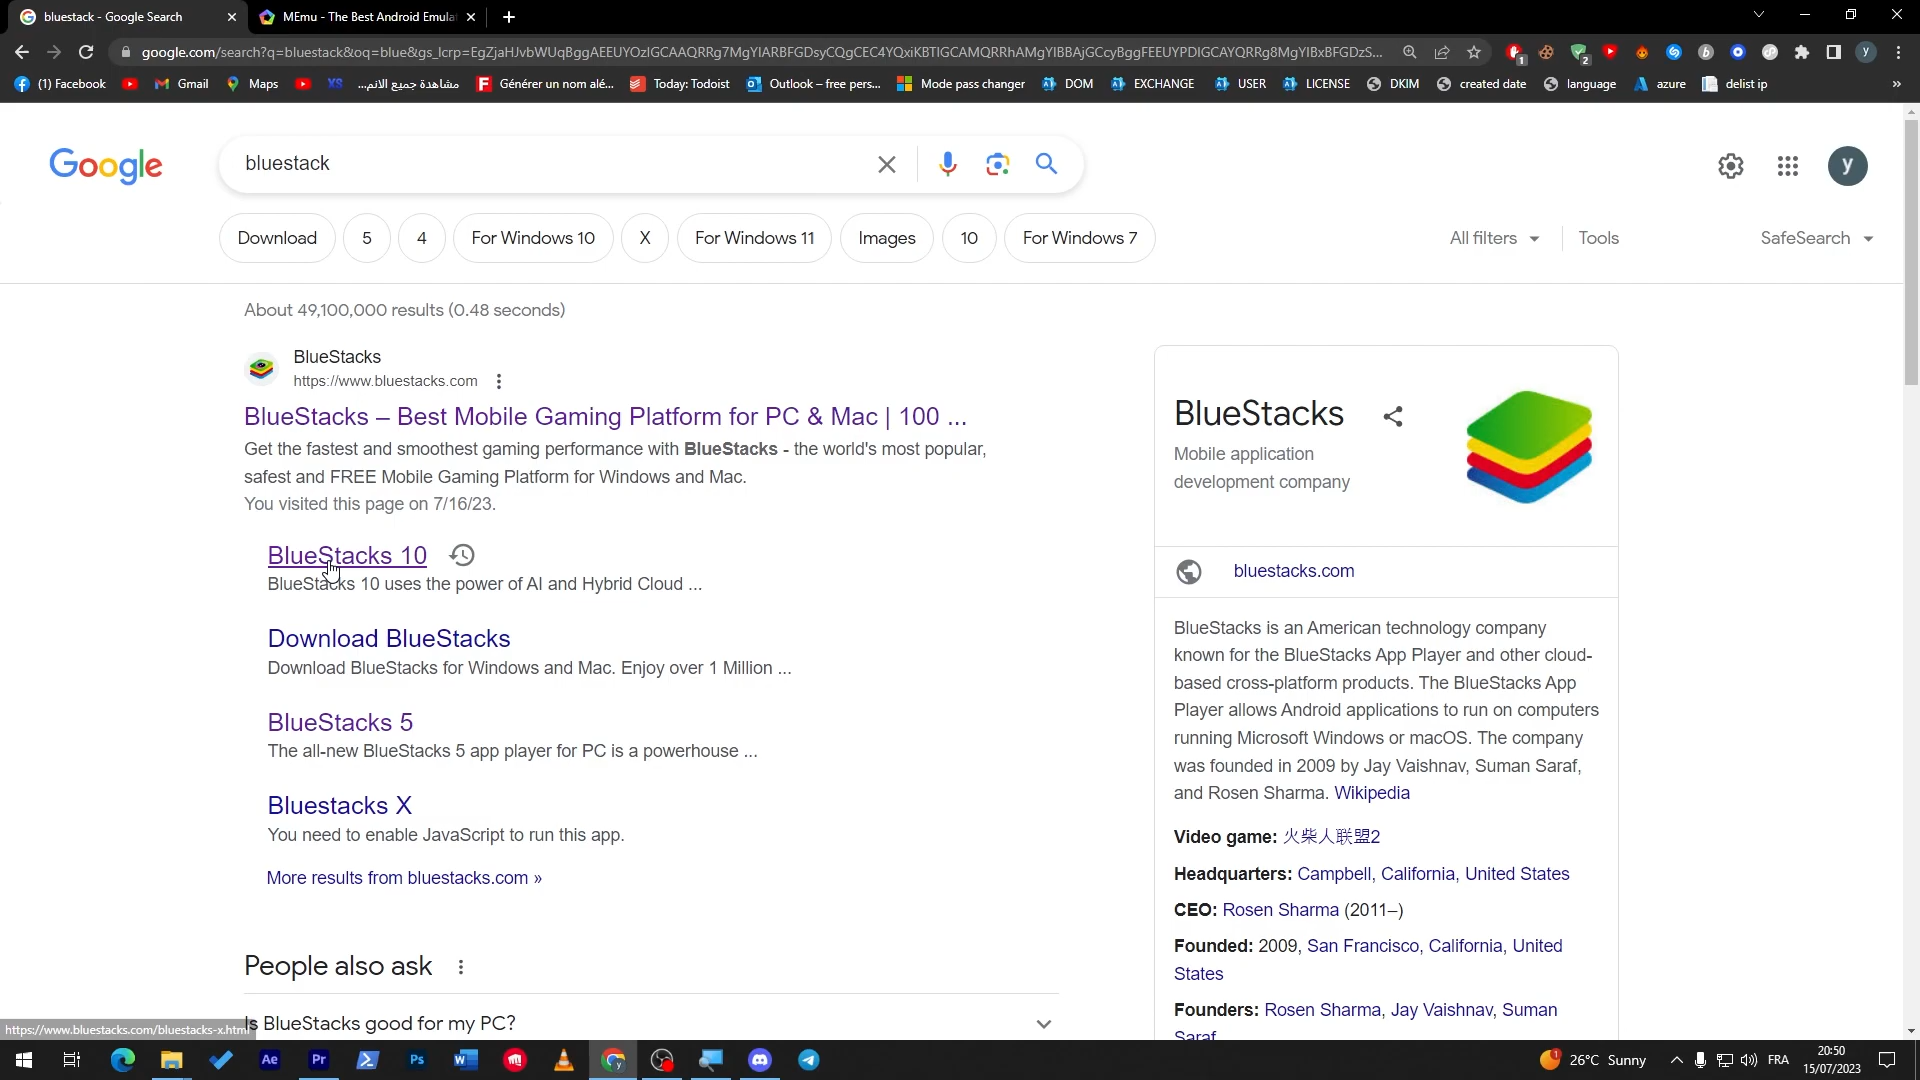 bluestack - Google Search
MEmu - The Best Android Emulat
google.com/search?q=bluestack&oq=blue&gs_lcrp=EgZjaHJvbWUqBggAEEUYOzIGCAAQRRg7MgYIARBFGDsyCQgCEC4YQxiKBTIGCAMQRRhAMgYIBBAjGCcyBggFEEUYPDIGCAYQRRg8MgYIBxBFGDzS...
(1) Facebook
Gmail
Maps
مشاهدة جميع الانم...
Générer un nom alé...
Today: Todoist
Outlook – free pers...
Mode pass changer
DOM
EXCHANGE
USER
LICENSE
DKIM
created date
language
azure
delist ip
»
Google
bluestack
y
Download
5
4
For Windows 10
X
For Windows 11
Images
10
For Windows 7
All filters
Tools
SafeSearch
About 49,100,000 results (0.48 seconds)
BlueStacks
https://www.bluestacks.com
BlueStacks – Best Mobile Gaming Platform for PC & Mac | 100 ...
Get the fastest and smoothest gaming performance with BlueStacks - the world's most popular,
safest and FREE Mobile Gaming Platform for Windows and Mac.
You visited this page on 7/16/23.
BlueStacks 10
BlueStacks 10 uses the power of AI and Hybrid Cloud ...
Download BlueStacks
Download BlueStacks for Windows and Mac. Enjoy over 1 Million ...
BlueStacks 5
The all-new BlueStacks 5 app player for PC is a powerhouse ...
Bluestacks X
You need to enable JavaScript to run this app.
More results from bluestacks.com »
People also ask
Is BlueStacks good for my PC?
BlueStacks
Mobile application
development company
bluestacks.com
BlueStacks is an American technology company
known for the BlueStacks App Player and other cloud-
based cross-platform products. The BlueStacks App
Player allows Android applications to run on computers
running Microsoft Windows or macOS. The company
was founded in 2009 by Jay Vaishnav, Suman Saraf,
and Rosen Sharma. Wikipedia
Video game: 火柴人联盟2
Headquarters: Campbell, California, United States
CEO: Rosen Sharma (2011–)
Founded: 2009, San Francisco, California, United
States
Founders: Rosen Sharma, Jay Vaishnav, Suman
Saraf
https://www.bluestacks.com/bluestacks-x.html
26°C Sunny
FRA
20:50
15/07/2023